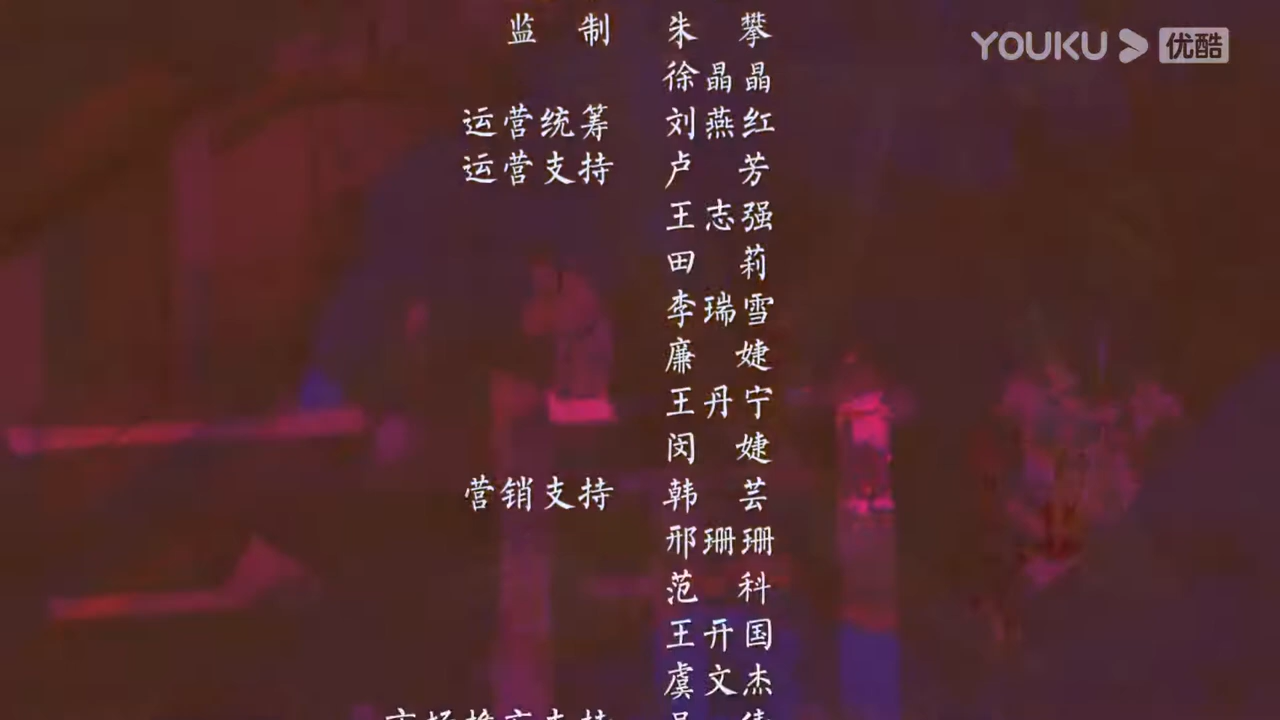 YOUKU 优酷
监制 朱攀
徐晶晶
运营统筹 刘燕红
运营支持 卢芳
王志强
田莉
李瑞雪
廉婕
王丹宁
闵婕
营销支持 韩芸
邢珊珊
范科
王开国
虞文杰